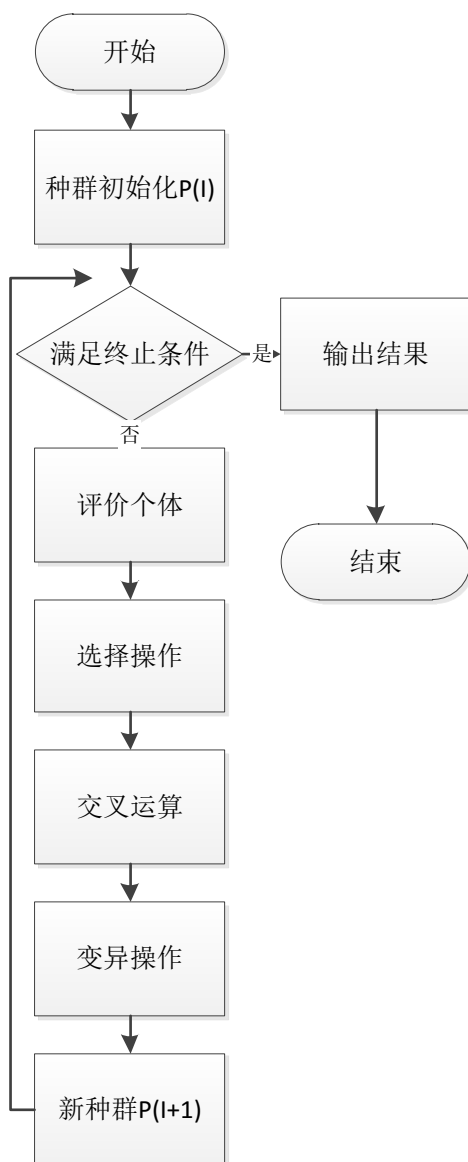 开始
种群初始化P(I)
满足终止条件
是
输出结果
否
评价个体
结束
选择操作
交叉运算
变异操作
新种群P(I+1)